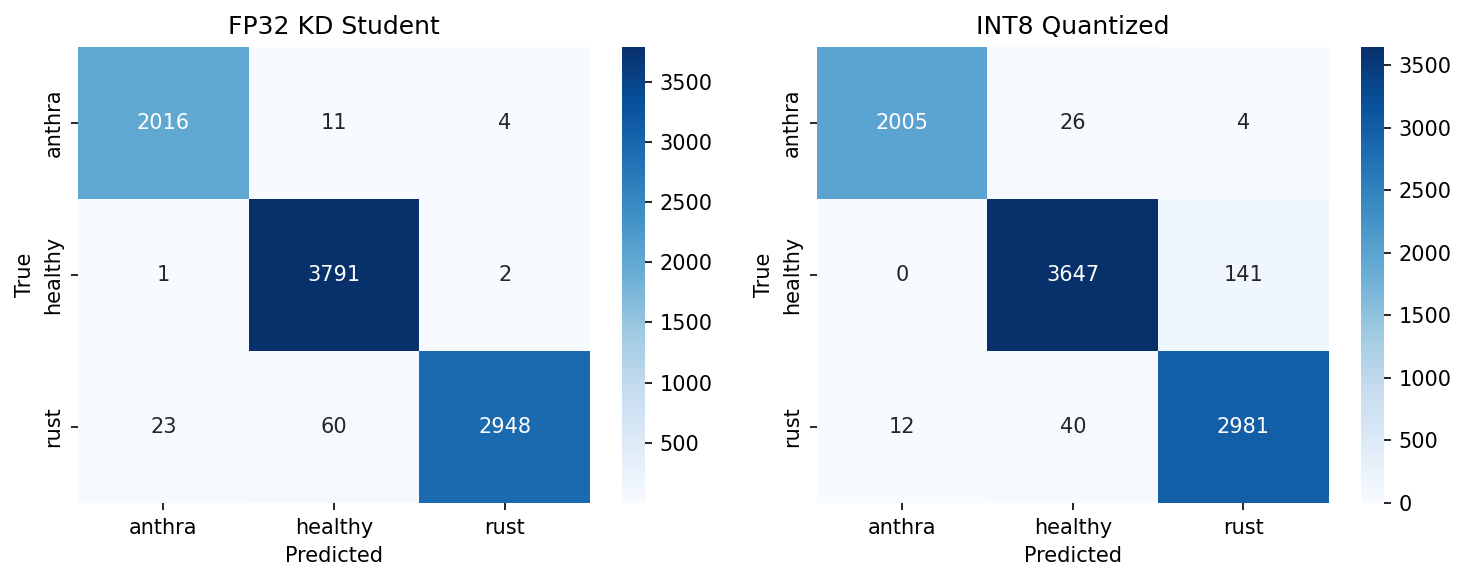 FP32 KD Student
anthra
2016 11 4
True
healthy
1 3791 2
rust
23 60 2948
anthra healthy rust
Predicted
3500
3000
2500
2000
1500
1000
500
INT8 Quantized
anthra
2005 26 4
True
healthy
0 3647 141
rust
12 40 2981
anthra healthy rust
Predicted
3500
3000
2500
2000
1500
1000
500
0